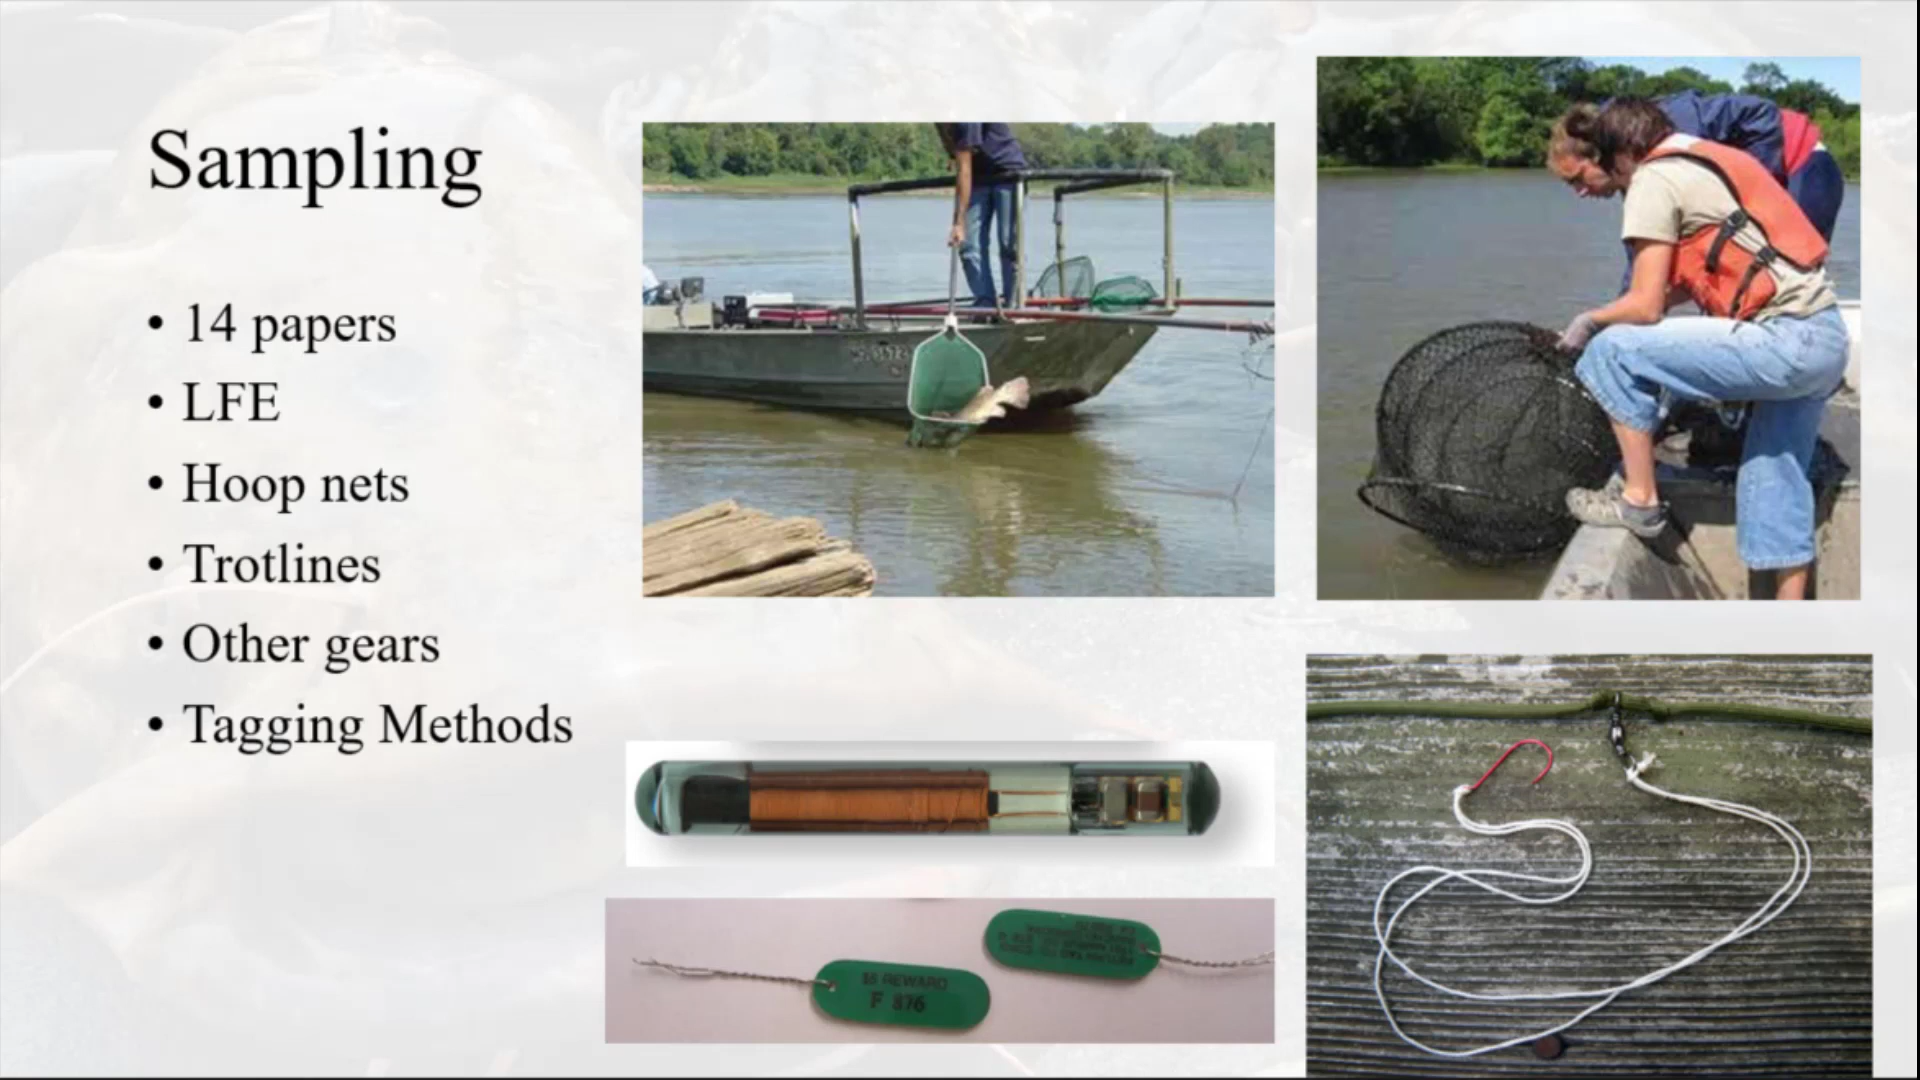 Sampling
• 14 papers
• LFE
• Hoop nets
• Trotlines
• Other gears
• Tagging Methods
$5 REWARD
F 876